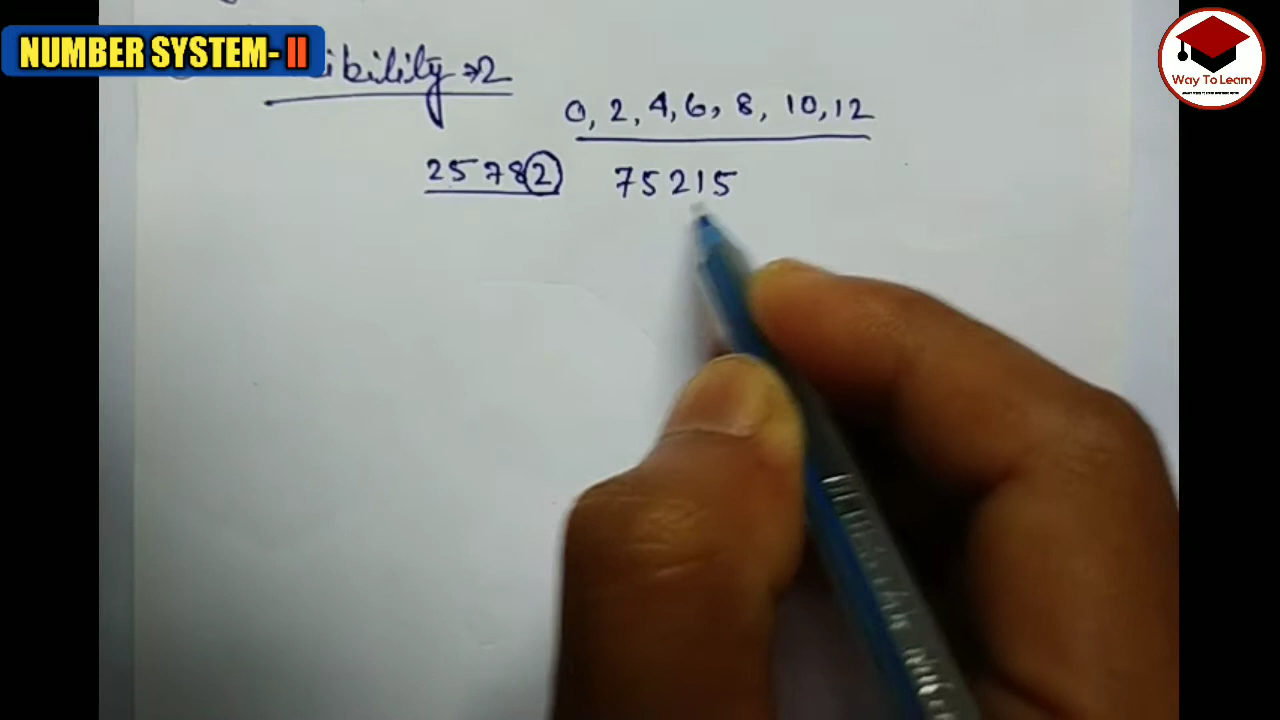 NUMBER SYSTEM-II
ibility → 2
Way To Learn
0, 2, 4, 6, 8, 10, 12
25782 75215